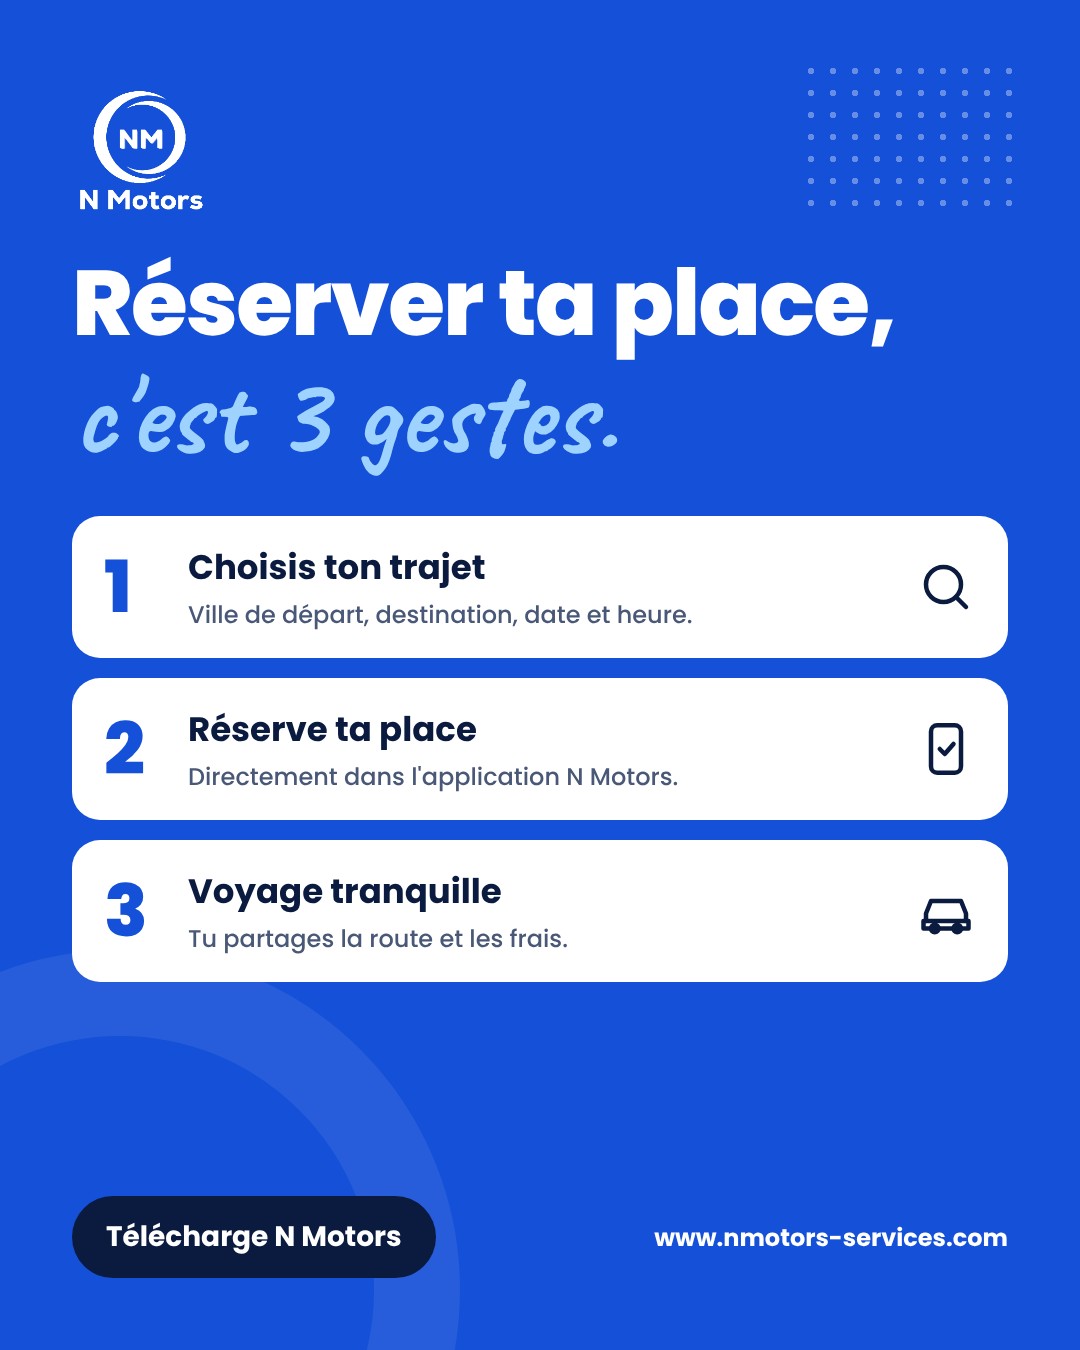 NM
N Motors
Réserver ta place,
c'est 3 gestes.
1
Choisis ton trajet
Ville de départ, destination, date et heure.
2
Réserve ta place
Directement dans l'application N Motors.
3
Voyage tranquille
Tu partages la route et les frais.
Télécharge N Motors
www.nmotors-services.com